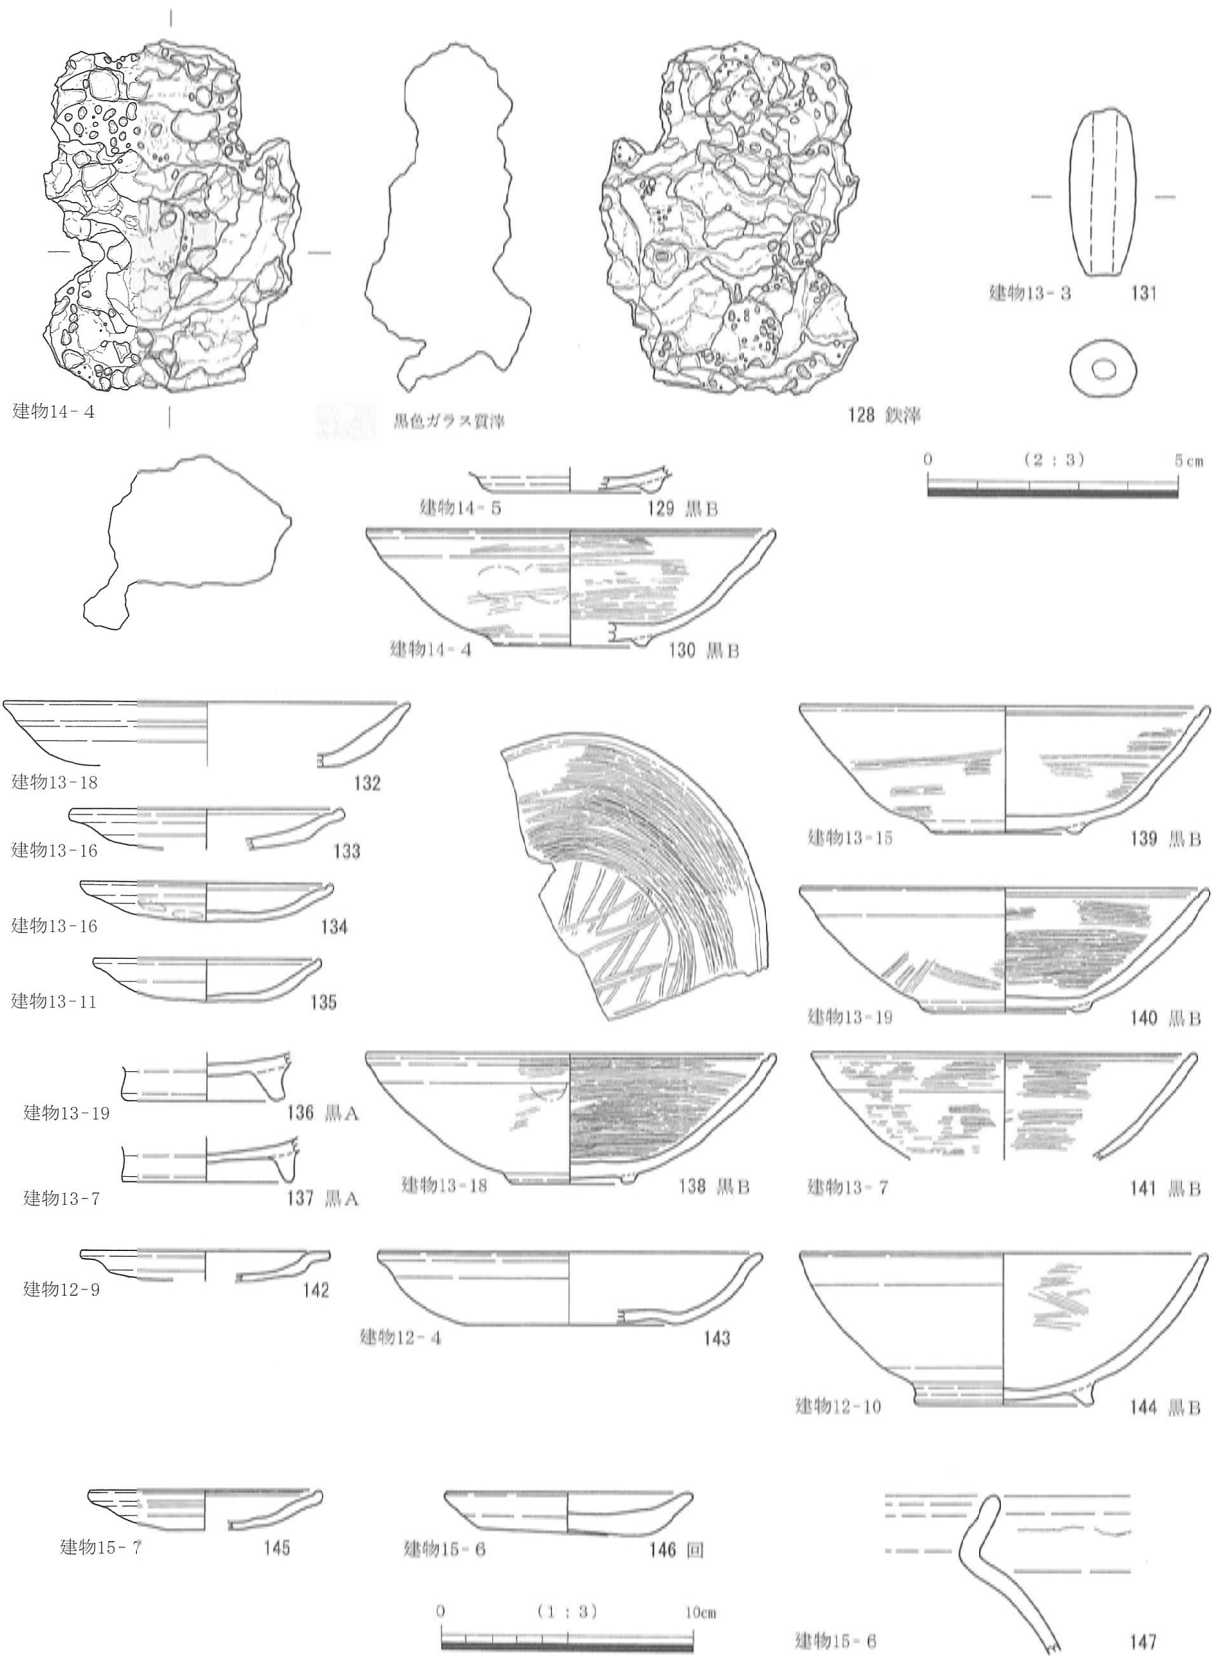 建物13-3 131
建物14-4 黒色ガラス質滓 128 鉄滓
0 (2:3) 5cm
建物14-5 129 黒B
建物14-4 130 黒B
建物13-18 132
建物13-16 133
建物13-16 134
建物13-11 135
建物13-15 139 黒B
建物13-19 140 黒B
建物13-19 136 黒A
建物13-7 137 黒A
建物13-18 138 黒B
建物13-7 141 黒B
建物12-9 142
建物12-4 143
建物12-10 144 黒B
建物15-7 145
建物15-6 146 回
0 (1:3) 10cm
建物15-6 147